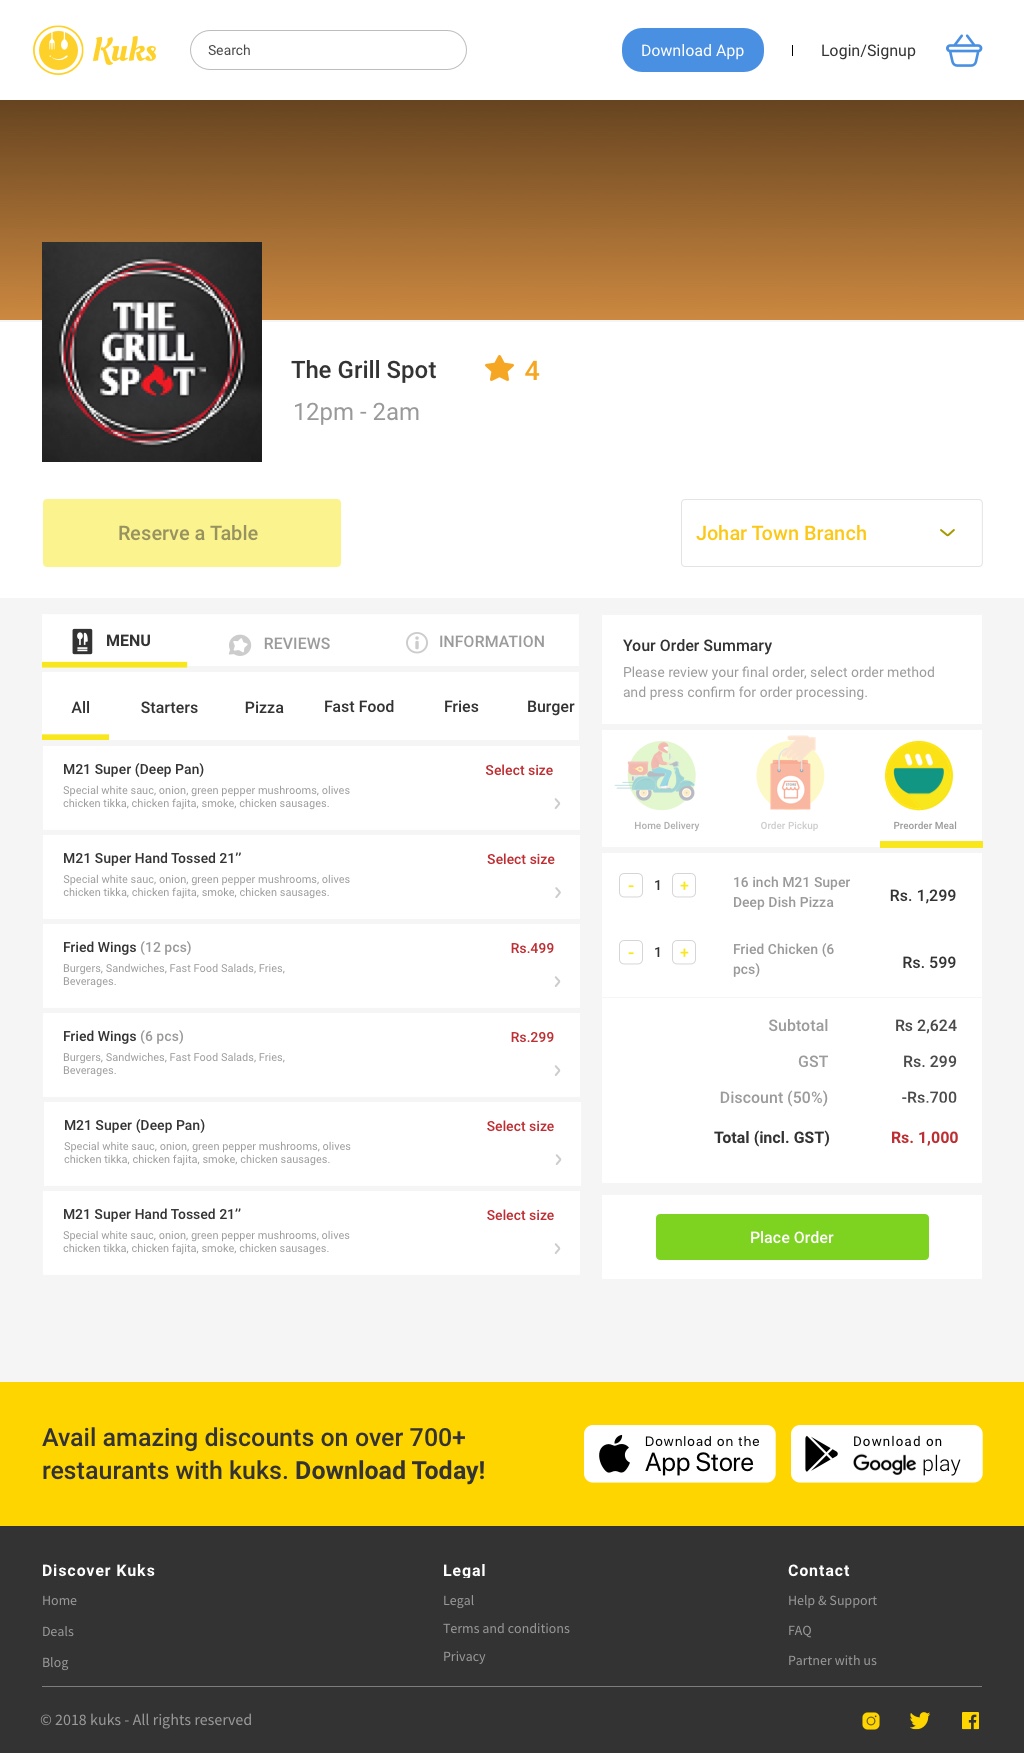 Kuks
Search
Download App
Login/Signup
THE
GRILL
SPOT™
The Grill Spot
4
12pm - 2am
Reserve a Table
Johar Town Branch
MENU
REVIEWS
INFORMATION
All
Starters
Pizza
Fast Food
Fries
Burger
M21 Super (Deep Pan)
Select size
Special white sauc, onion, green pepper mushrooms, olives
chicken tikka, chicken fajita, smoke, chicken sausages.
M21 Super Hand Tossed 21’’
Select size
Special white sauc, onion, green pepper mushrooms, olives
chicken tikka, chicken fajita, smoke, chicken sausages.
Fried Wings (12 pcs)
Rs.499
Burgers, Sandwiches, Fast Food Salads, Fries,
Beverages.
Fried Wings (6 pcs)
Rs.299
Burgers, Sandwiches, Fast Food Salads, Fries,
Beverages.
M21 Super (Deep Pan)
Select size
Special white sauc, onion, green pepper mushrooms, olives
chicken tikka, chicken fajita, smoke, chicken sausages.
M21 Super Hand Tossed 21’’
Select size
Special white sauc, onion, green pepper mushrooms, olives
chicken tikka, chicken fajita, smoke, chicken sausages.
Your Order Summary
Please review your final order, select order method
and press confirm for order processing.
Home Delivery
Order Pickup
Preorder Meal
- 1 +
16 inch M21 Super
Deep Dish Pizza
Rs. 1,299
- 1 +
Fried Chicken (6
pcs)
Rs. 599
Subtotal
Rs 2,624
GST
Rs. 299
Discount (50%)
-Rs.700
Total (incl. GST)
Rs. 1,000
Place Order
Avail amazing discounts on over 700+
restaurants with kuks. Download Today!
Download on the
App Store
Download on
Google play
Discover Kuks
Home
Deals
Blog
Legal
Legal
Terms and conditions
Privacy
Contact
Help & Support
FAQ
Partner with us
© 2018 kuks - All rights reserved